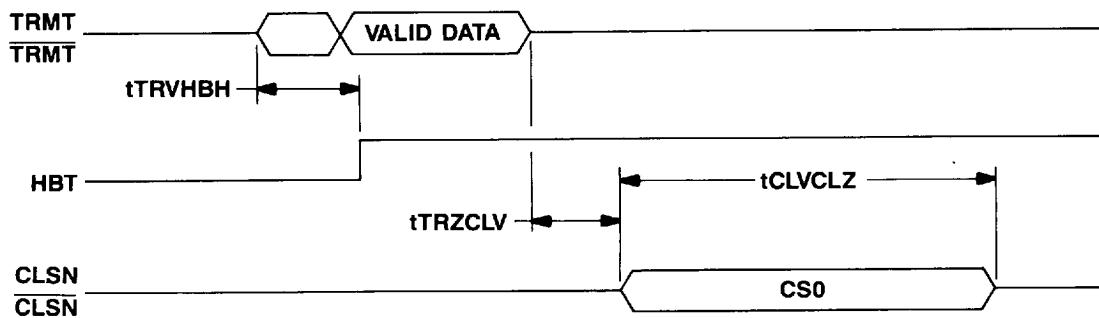 TRMT
TRMT
VALID DATA
tTRVHBH
HBT
tCLVCLZ
tTRZCLV
CLSN
CLSN
CS0